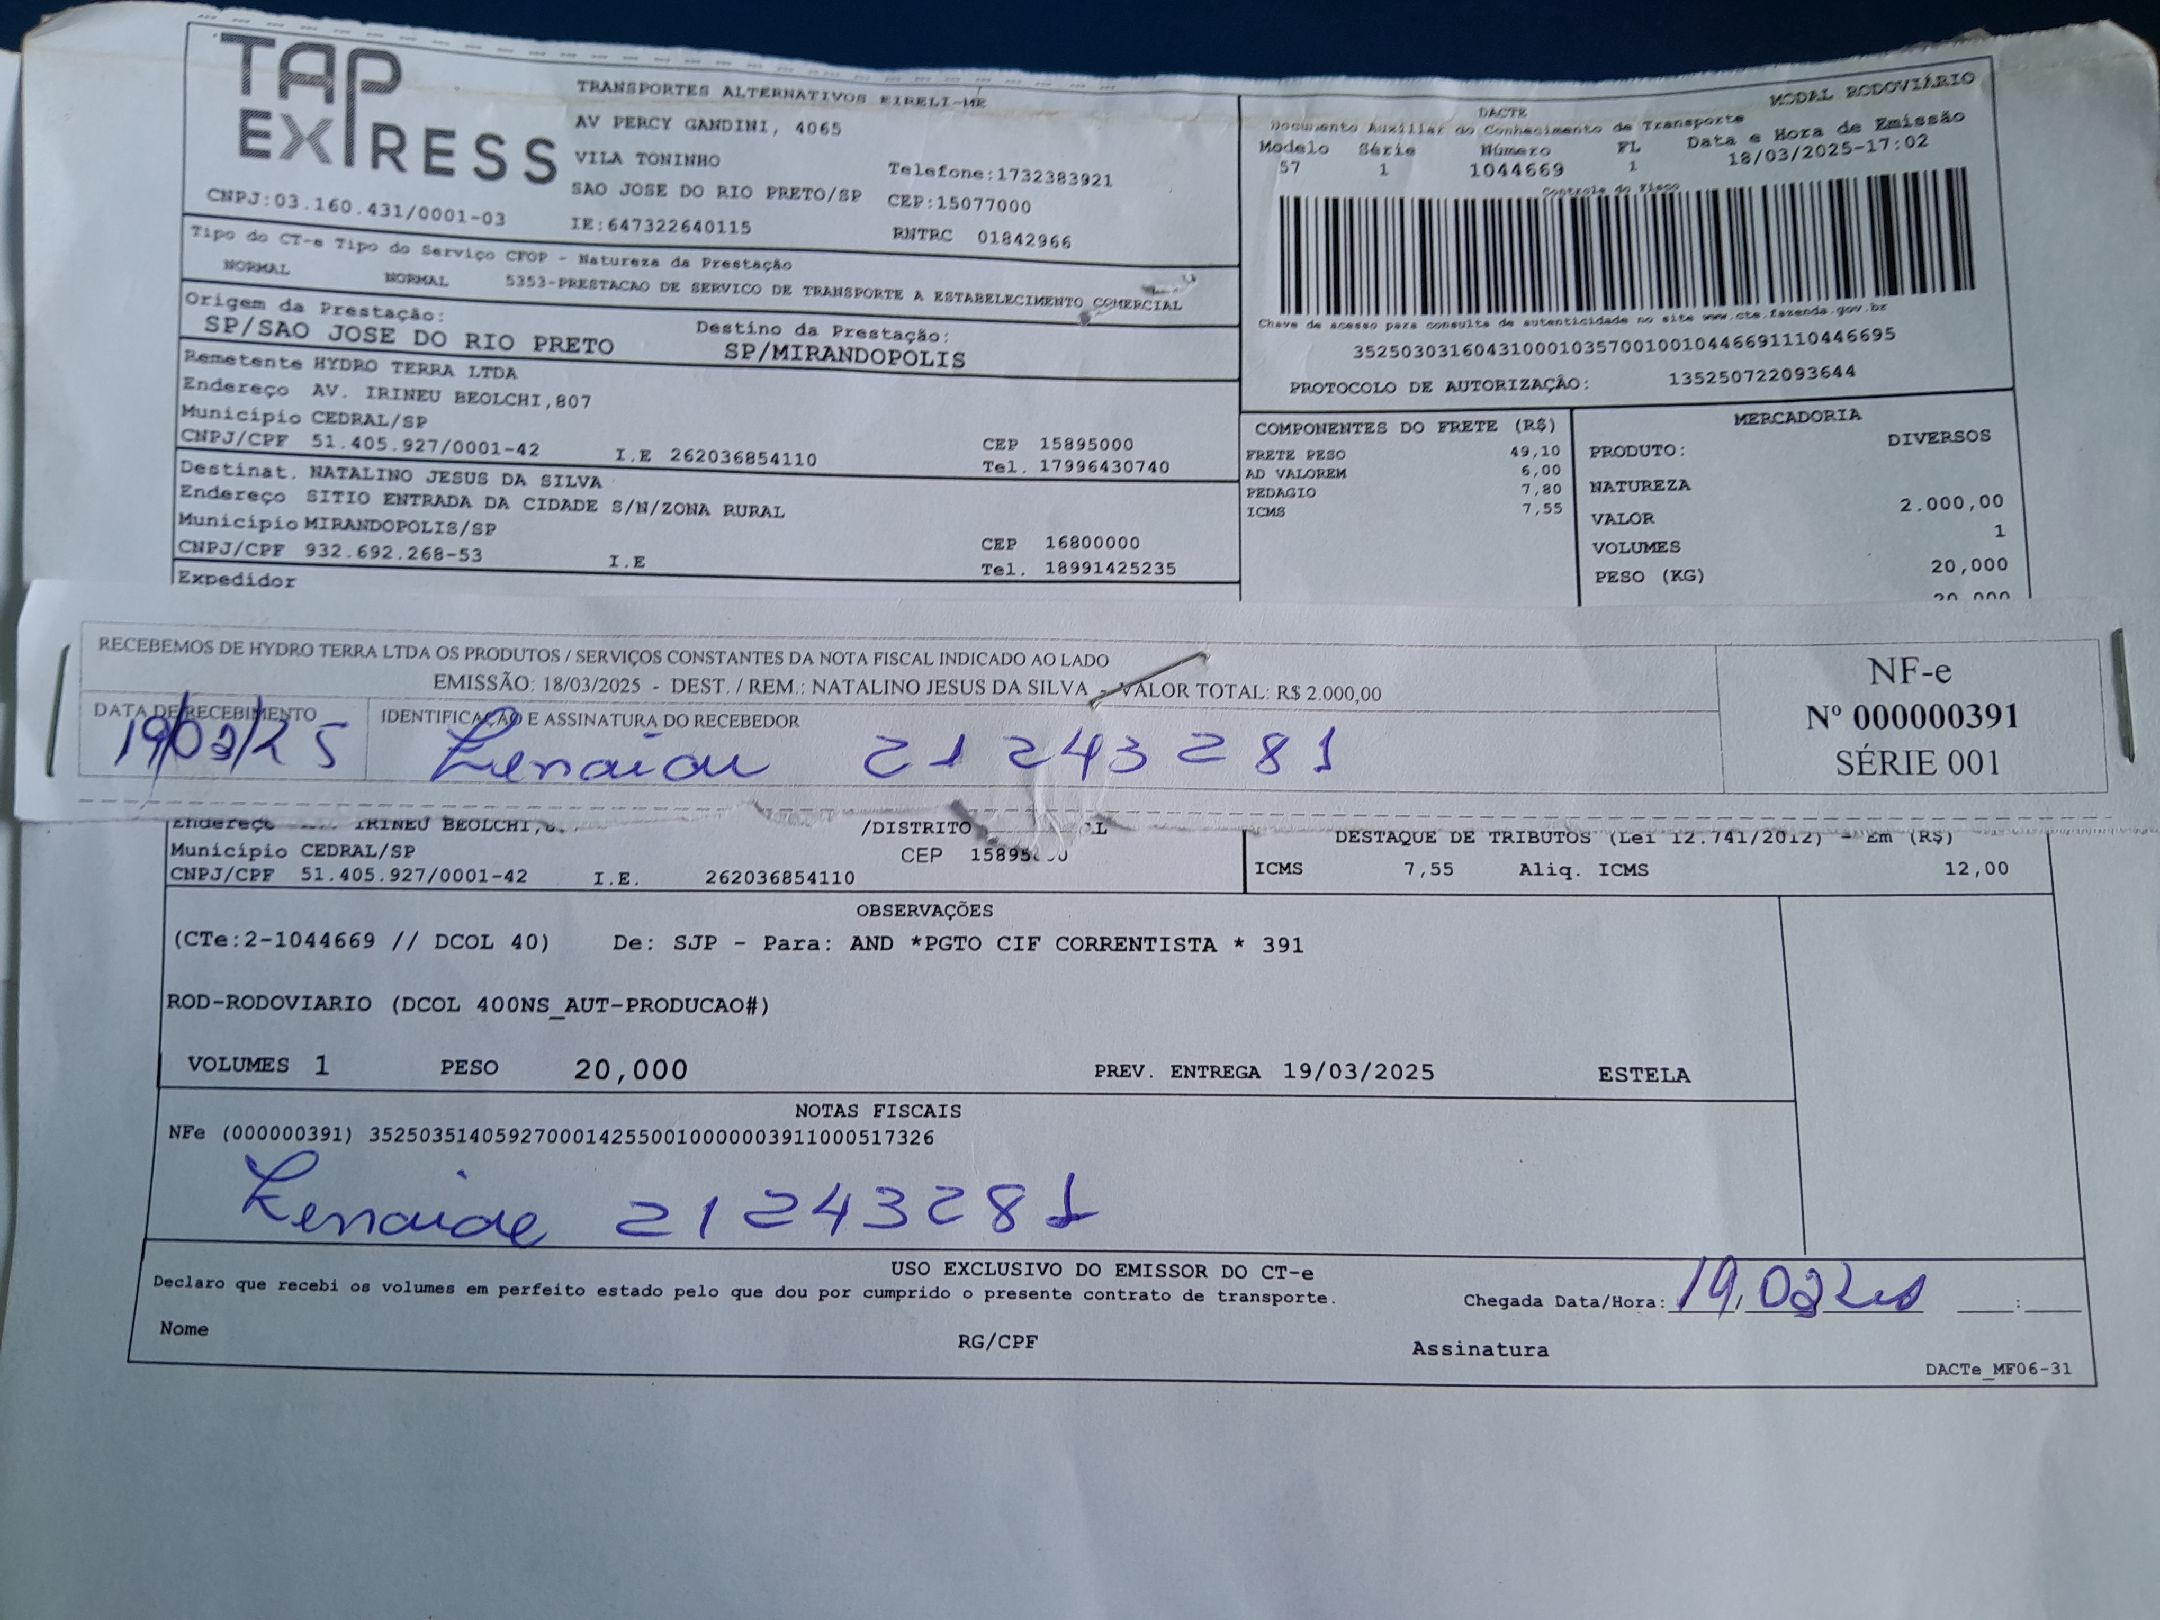 TAP EXPRESS
TRANSPORTES ALTERNATIVOS EIRELI-ME
AV PERCY GANDINI, 4065
VILA TONINHO
Telefone:1732383921
SAO JOSE DO RIO PRETO/SP CEP:15077000
CNPJ:03.160.431/0001-03 IE:647322640115 RNTRC 01842966
DACTE MODAL RODOVIÁRIO
Documento Auxiliar do Conhecimento de Transporte
Modelo Série Número FL Data e Hora de Emissão
57 1 1044669 1 18/03/2025-17:02
Controle do Fisco
Chave de acesso para consulta de autenticidade no site www.cte.fazenda.gov.br
35250303160431000103570010010446691110446695
PROTOCOLO DE AUTORIZAÇÃO: 135250722093644
Tipo do CT-e Tipo do Serviço CFOP - Natureza da Prestação
NORMAL NORMAL 5353-PRESTACAO DE SERVICO DE TRANSPORTE A ESTABELECIMENTO COMERCIAL
Origem da Prestação: Destino da Prestação:
SP/SAO JOSE DO RIO PRETO SP/MIRANDOPOLIS
Remetente HYDRO TERRA LTDA
Endereço AV. IRINEU BEOLCHI,807
Município CEDRAL/SP CEP 15895000
CNPJ/CPF 51.405.927/0001-42 I.E 262036854110 Tel. 17996430740
Destinat. NATALINO JESUS DA SILVA
Endereço SITIO ENTRADA DA CIDADE S/N/ZONA RURAL
Município MIRANDOPOLIS/SP CEP 16800000
CNPJ/CPF 932.692.268-53 I.E Tel. 18991425235
Expedidor
COMPONENTES DO FRETE (R$)
FRETE PESO 49,10
AD VALOREM 6,00
PEDAGIO 7,80
ICMS 7,55
MERCADORIA
PRODUTO: DIVERSOS
NATUREZA
VALOR 2.000,00
VOLUMES 1
PESO (KG) 20,000
20,000
RECEBEMOS DE HYDRO TERRA LTDA OS PRODUTOS / SERVIÇOS CONSTANTES DA NOTA FISCAL INDICADO AO LADO
EMISSÃO: 18/03/2025 - DEST. / REM.: NATALINO JESUS DA SILVA - VALOR TOTAL: R$ 2.000,00
DATA DE RECEBIMENTO IDENTIFICAÇÃO E ASSINATURA DO RECEBEDOR
19/03/25 21243281
NF-e
Nº 000000391
SÉRIE 001
Endereço IRINEU BEOLCHI, /DISTRITO
Município CEDRAL/SP CEP
CNPJ/CPF 51.405.927/0001-42 I.E. 262036854110
DESTAQUE DE TRIBUTOS (Lei 12.741/2012) - Em (R$)
ICMS 7,55 Aliq. ICMS 12,00
OBSERVAÇÕES
(CTe:2-1044669 // DCOL 40) De: SJP - Para: AND *PGTO CIF CORRENTISTA * 391
ROD-RODOVIARIO (DCOL 400NS_AUT-PRODUCAO#)
VOLUMES 1 PESO 20,000 PREV. ENTREGA 19/03/2025 ESTELA
NOTAS FISCAIS
NFe (000000391) 35250351405927000142550010000003911000517326
Zenaide 21243281
USO EXCLUSIVO DO EMISSOR DO CT-e
Declaro que recebi os volumes em perfeito estado pelo que dou por cumprido o presente contrato de transporte.
Chegada Data/Hora: 19,03 :
Nome RG/CPF Assinatura
DACTe_MF06-31